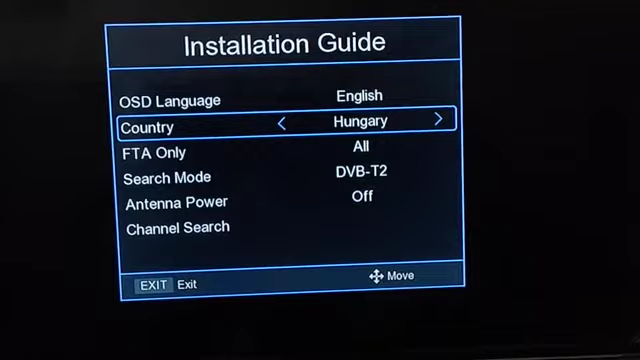 Installation Guide
OSD Language English
Country Hungary
FTA Only All
Search Mode DVB-T2
Antenna Power Off
Channel Search
EXIT Exit Move